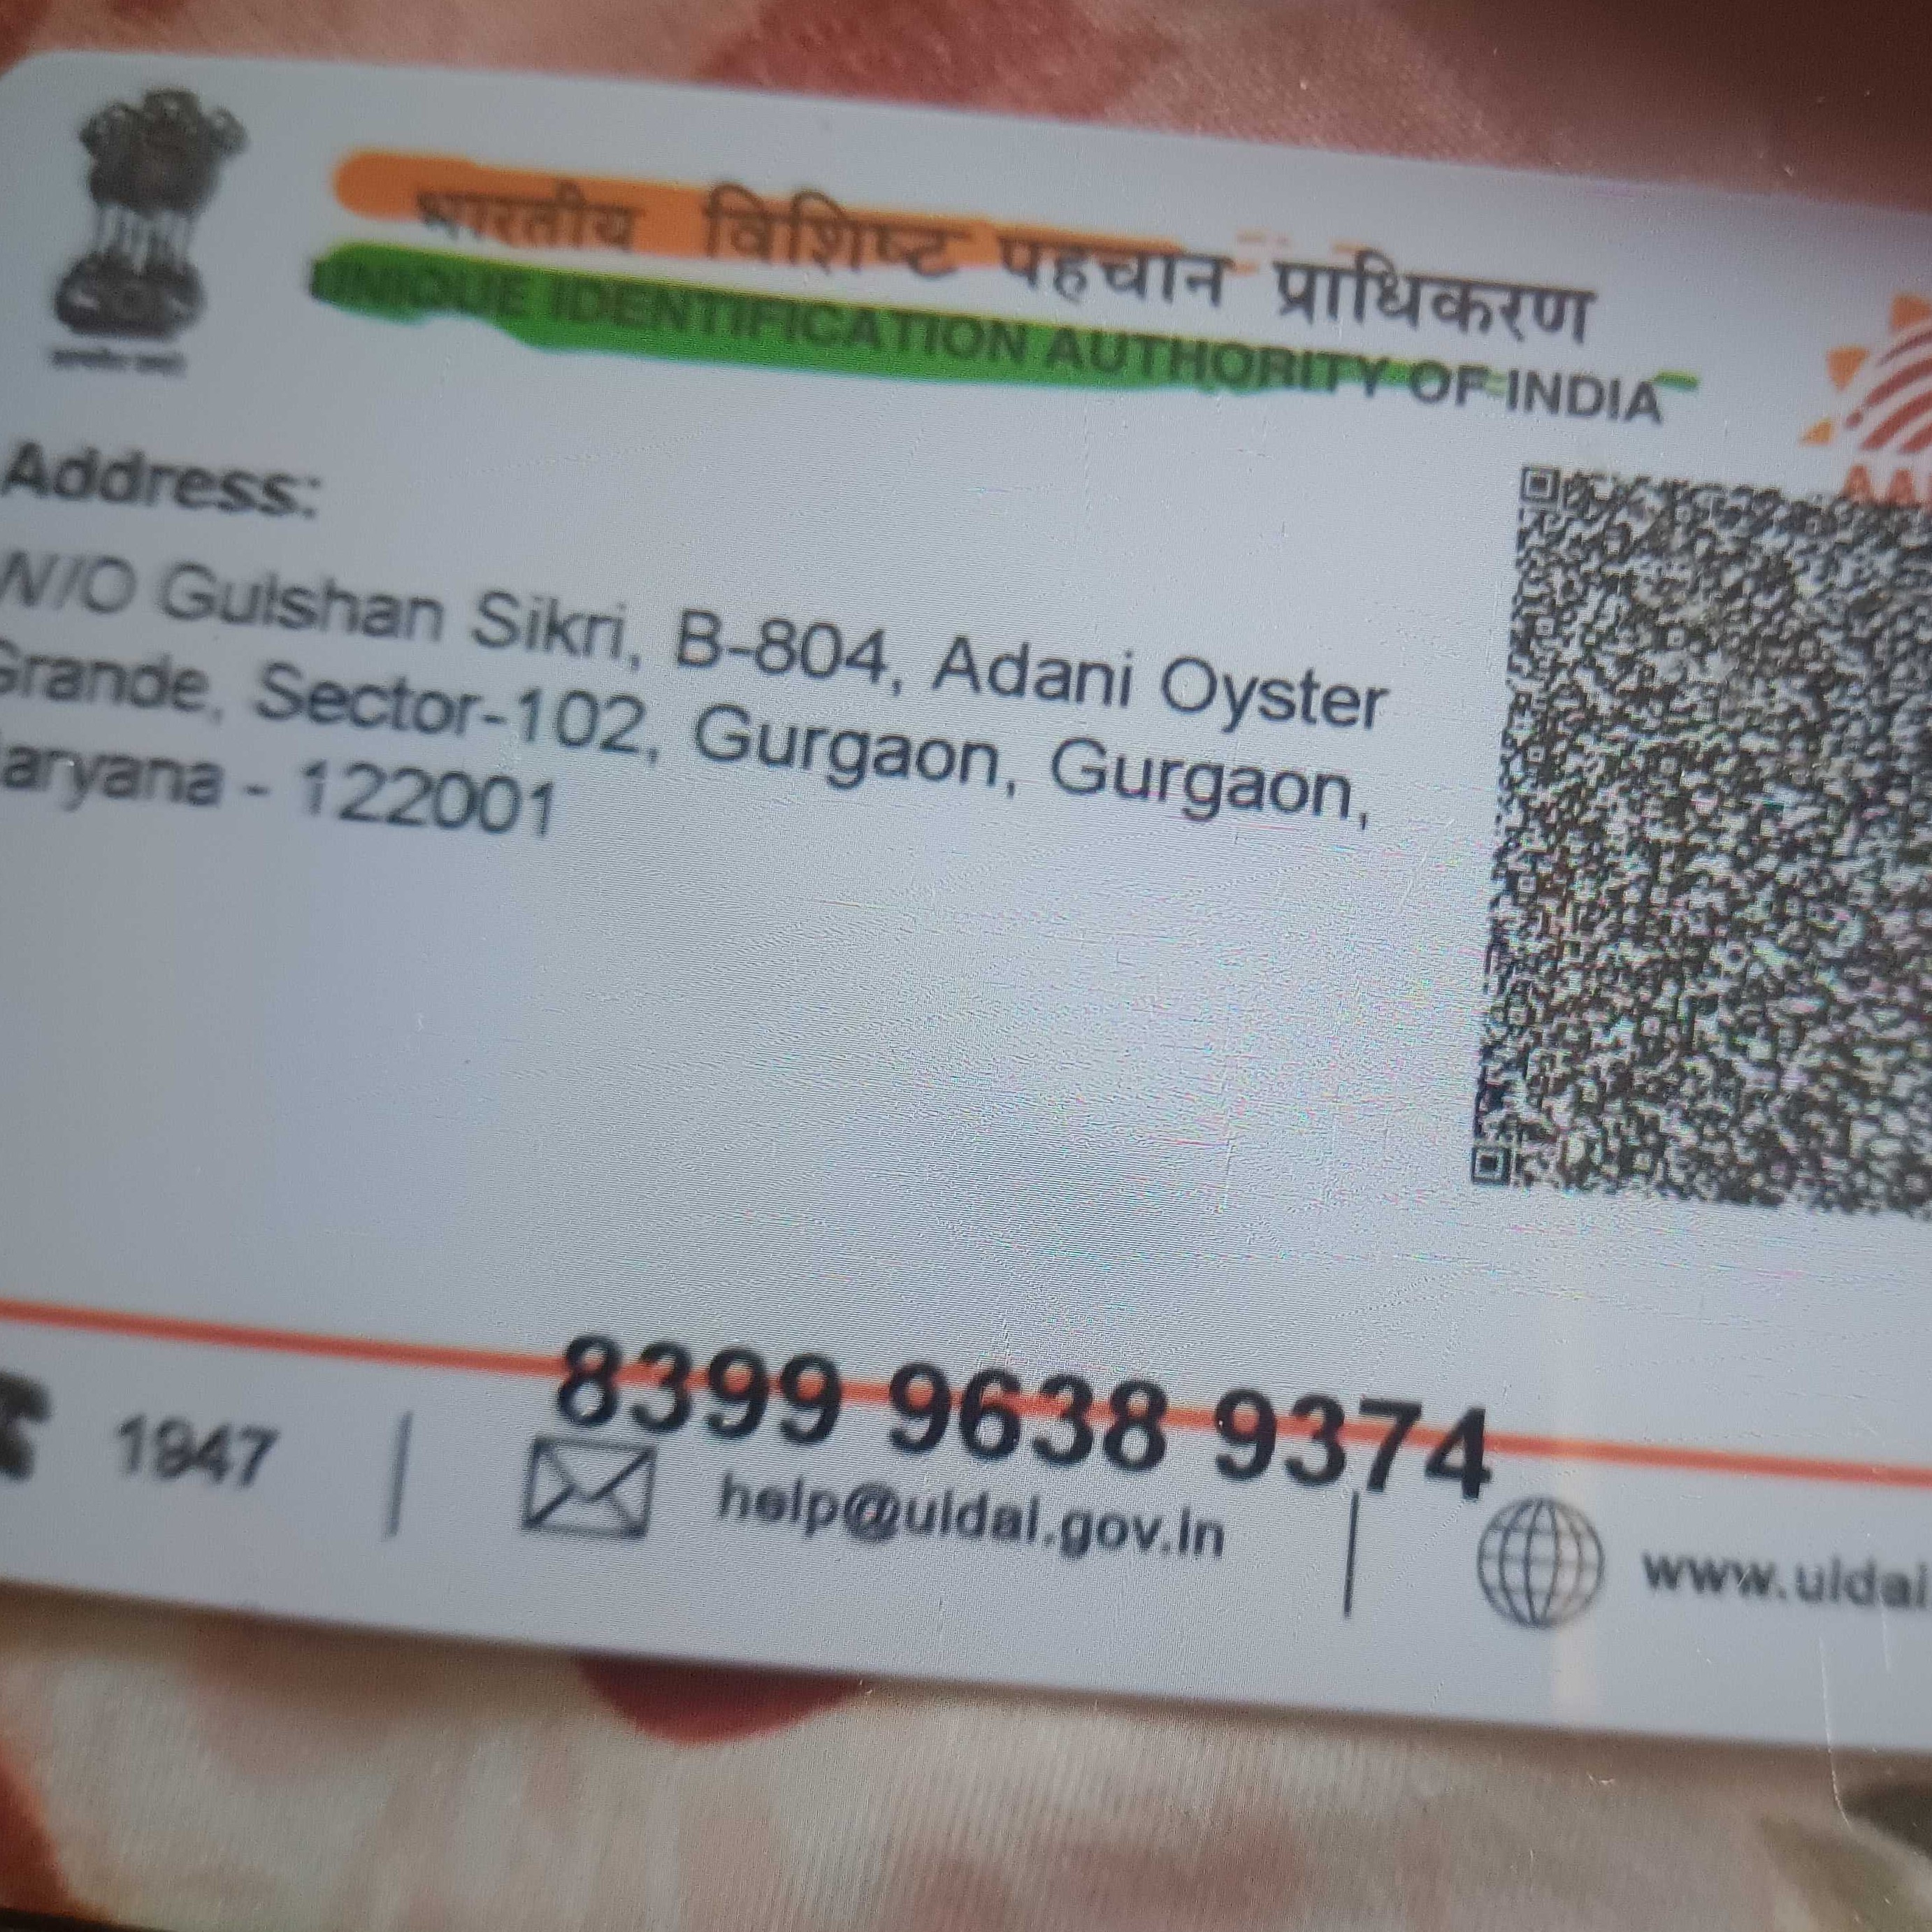 भारतीय विशिष्ट पहचान प्राधिकरण
UNIQUE IDENTIFICATION AUTHORITY OF INDIA
Address:
W/O Gulshan Sikri, B-804, Adani Oyster
Grande, Sector-102, Gurgaon, Gurgaon,
aryana - 122001
8399 9638 9374
1947
help@uidai.gov.in
www.uidai